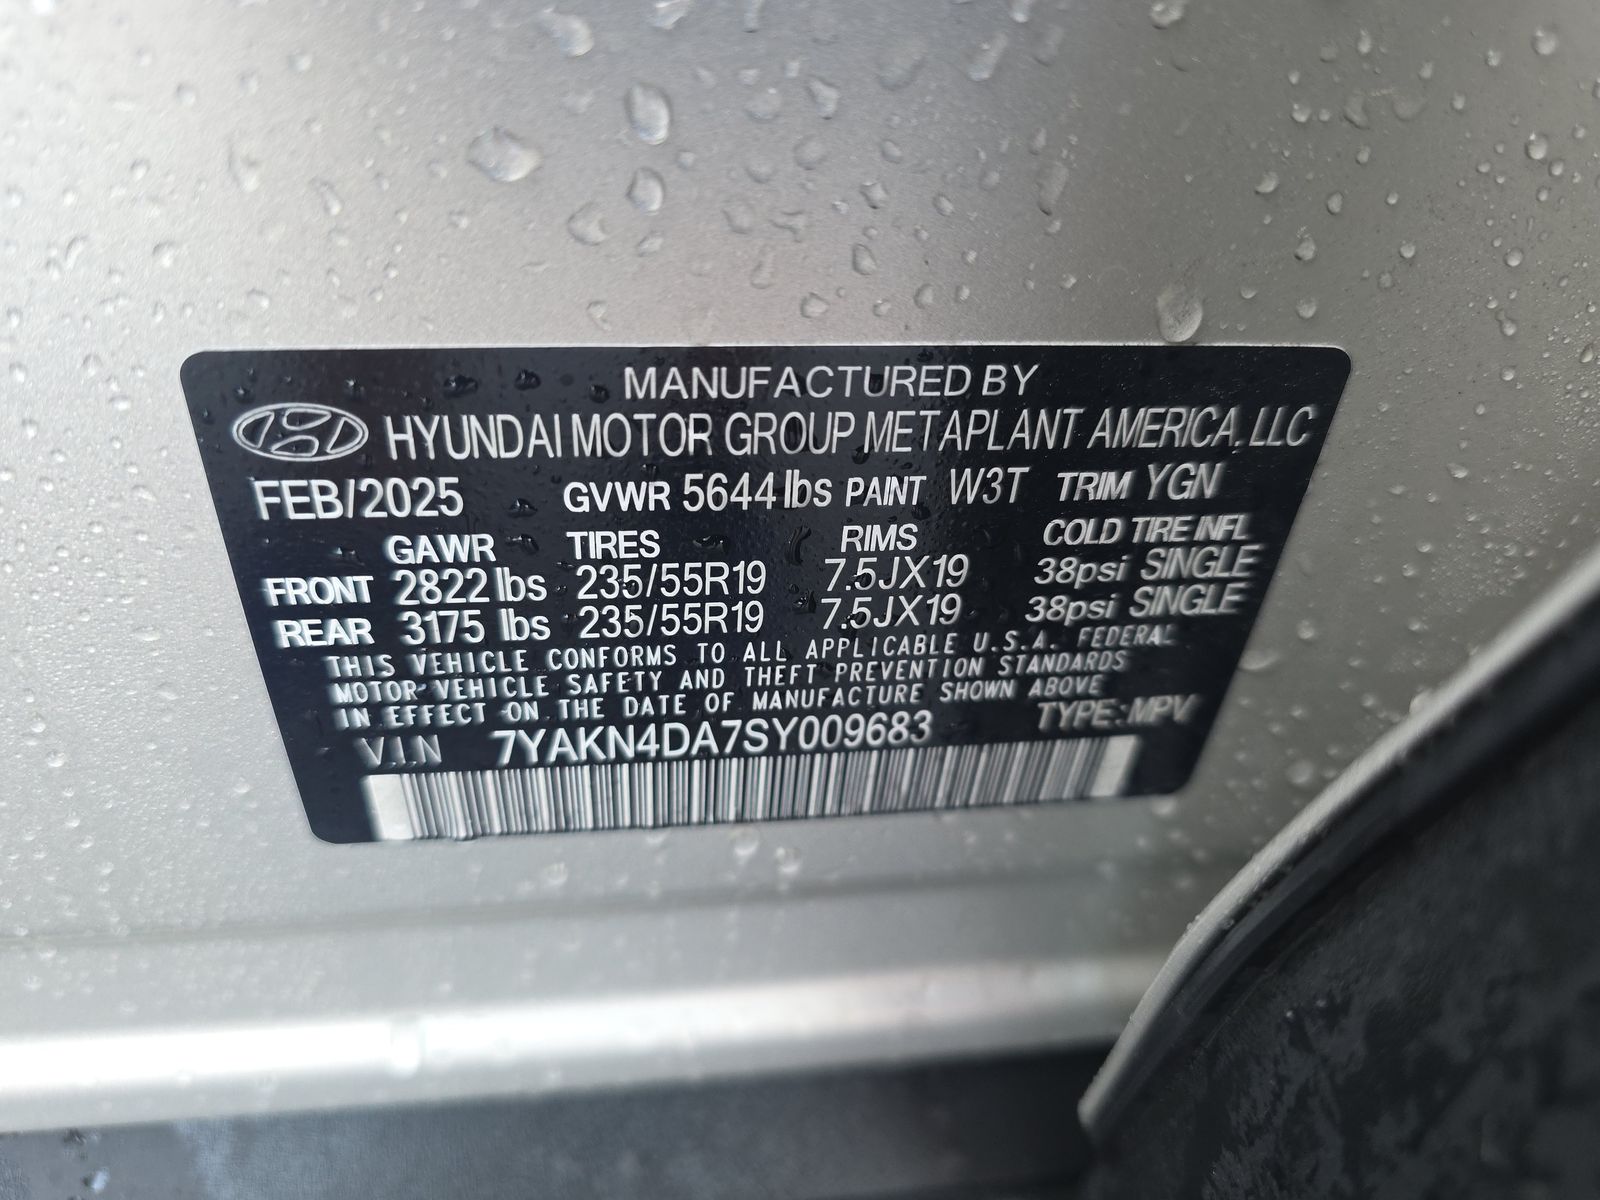 MANUFACTURED BY
HYUNDAI MOTOR GROUP METAPLANT AMERICA, LLC
FEB/2025 GVWR 5644 lbs PAINT W3T TRIM YGN
GAWR TIRES RIMS COLD TIRE INFL
FRONT 2822 lbs 235/55R19 7.5JX19 38psi SINGLE
REAR 3175 lbs 235/55R19 7.5JX19 38psi SINGLE
THIS VEHICLE CONFORMS TO ALL APPLICABLE U.S.A. FEDERAL
MOTOR VEHICLE SAFETY AND THEFT PREVENTION STANDARDS
IN EFFECT ON THE DATE OF MANUFACTURE SHOWN ABOVE
V.I.N 7YAKN4DA7SY009683 TYPE: MPV